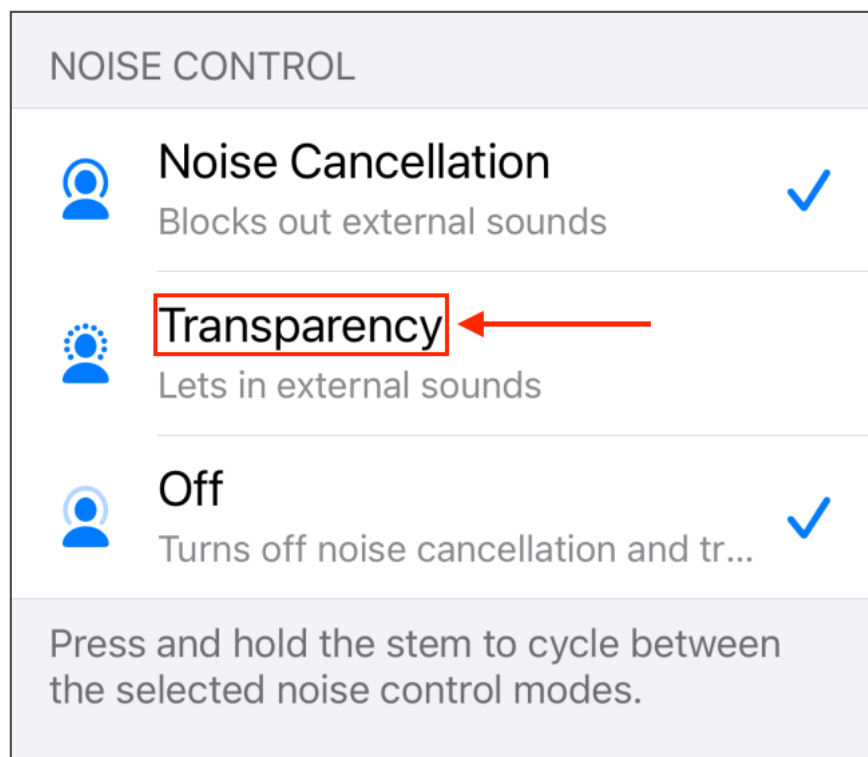 NOISE CONTROL
Noise Cancellation
Blocks out external sounds
Transparency
Lets in external sounds
Off
Turns off noise cancellation and tr...
Press and hold the stem to cycle between
the selected noise control modes.